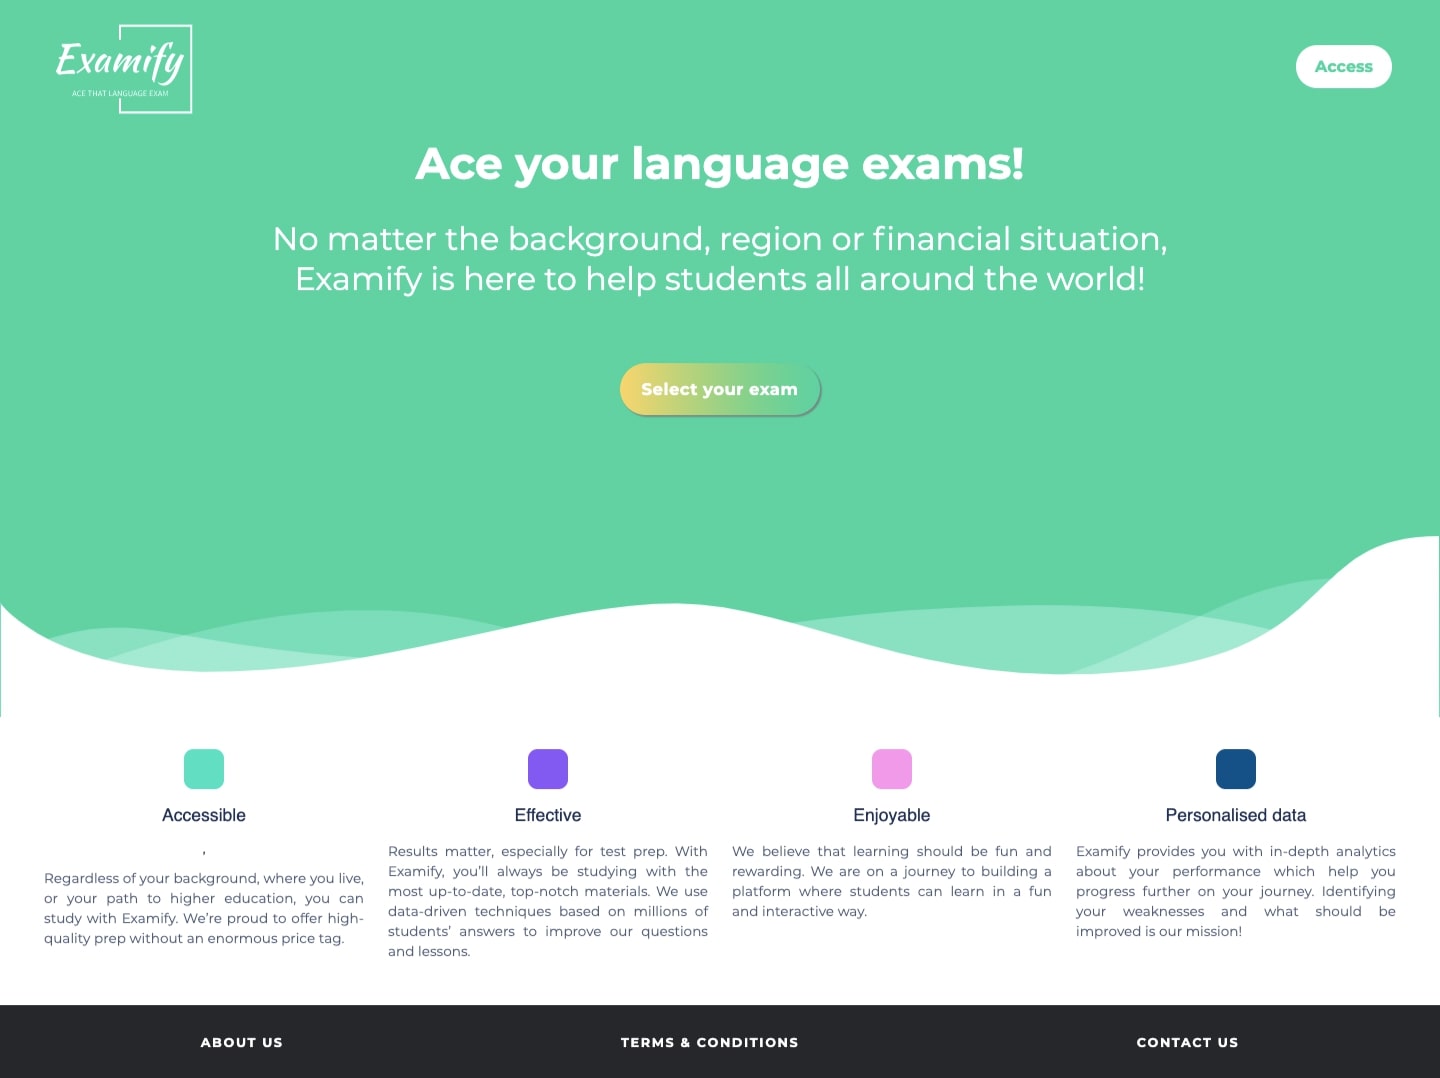 Examify
ACE THAT LANGUAGE EXAM
Access
Ace your language exams!
No matter the background, region or financial situation,
Examify is here to help students all around the world!
Select your exam
Accessible
,
Regardless of your background, where you live,
or your path to higher education, you can
study with Examify. We’re proud to offer high-
quality prep without an enormous price tag.
Effective
Results matter, especially for test prep. With
Examify, you’ll always be studying with the
most up-to-date, top-notch materials. We use
data-driven techniques based on millions of
students’ answers to improve our questions
and lessons.
Enjoyable
We believe that learning should be fun and
rewarding. We are on a journey to building a
platform where students can learn in a fun
and interactive way.
Personalised data
Examify provides you with in-depth analytics
about your performance which help you
progress further on your journey. Identifying
your weaknesses and what should be
improved is our mission!
ABOUT US
TERMS & CONDITIONS
CONTACT US